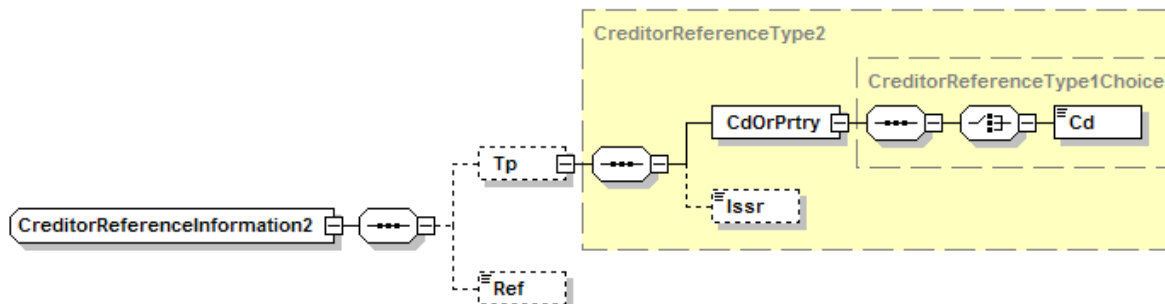 CreditorReferenceType2
CreditorReferenceType1Choice
CdOrPrtry
Cd
Tp
Issr
CreditorReferenceInformation2
Ref